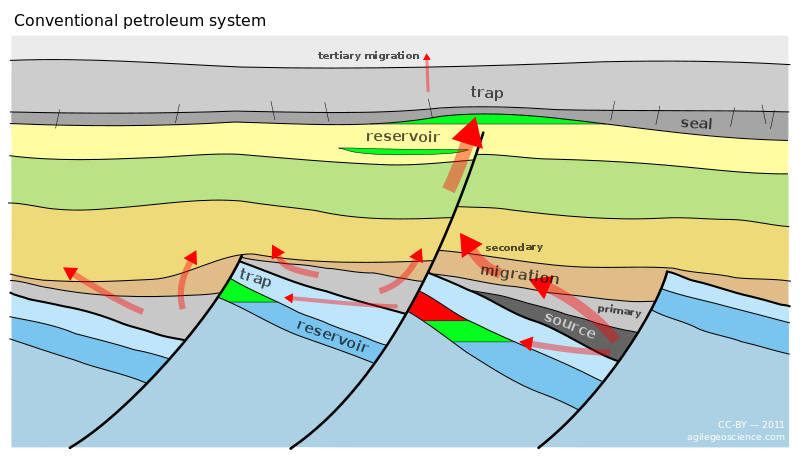 Conventional petroleum system
tertiary migration
trap
seal
reservoir
secondary
migration
trap
primary
source
reservoir
CC-BY — 2011
agilegeoscience.com